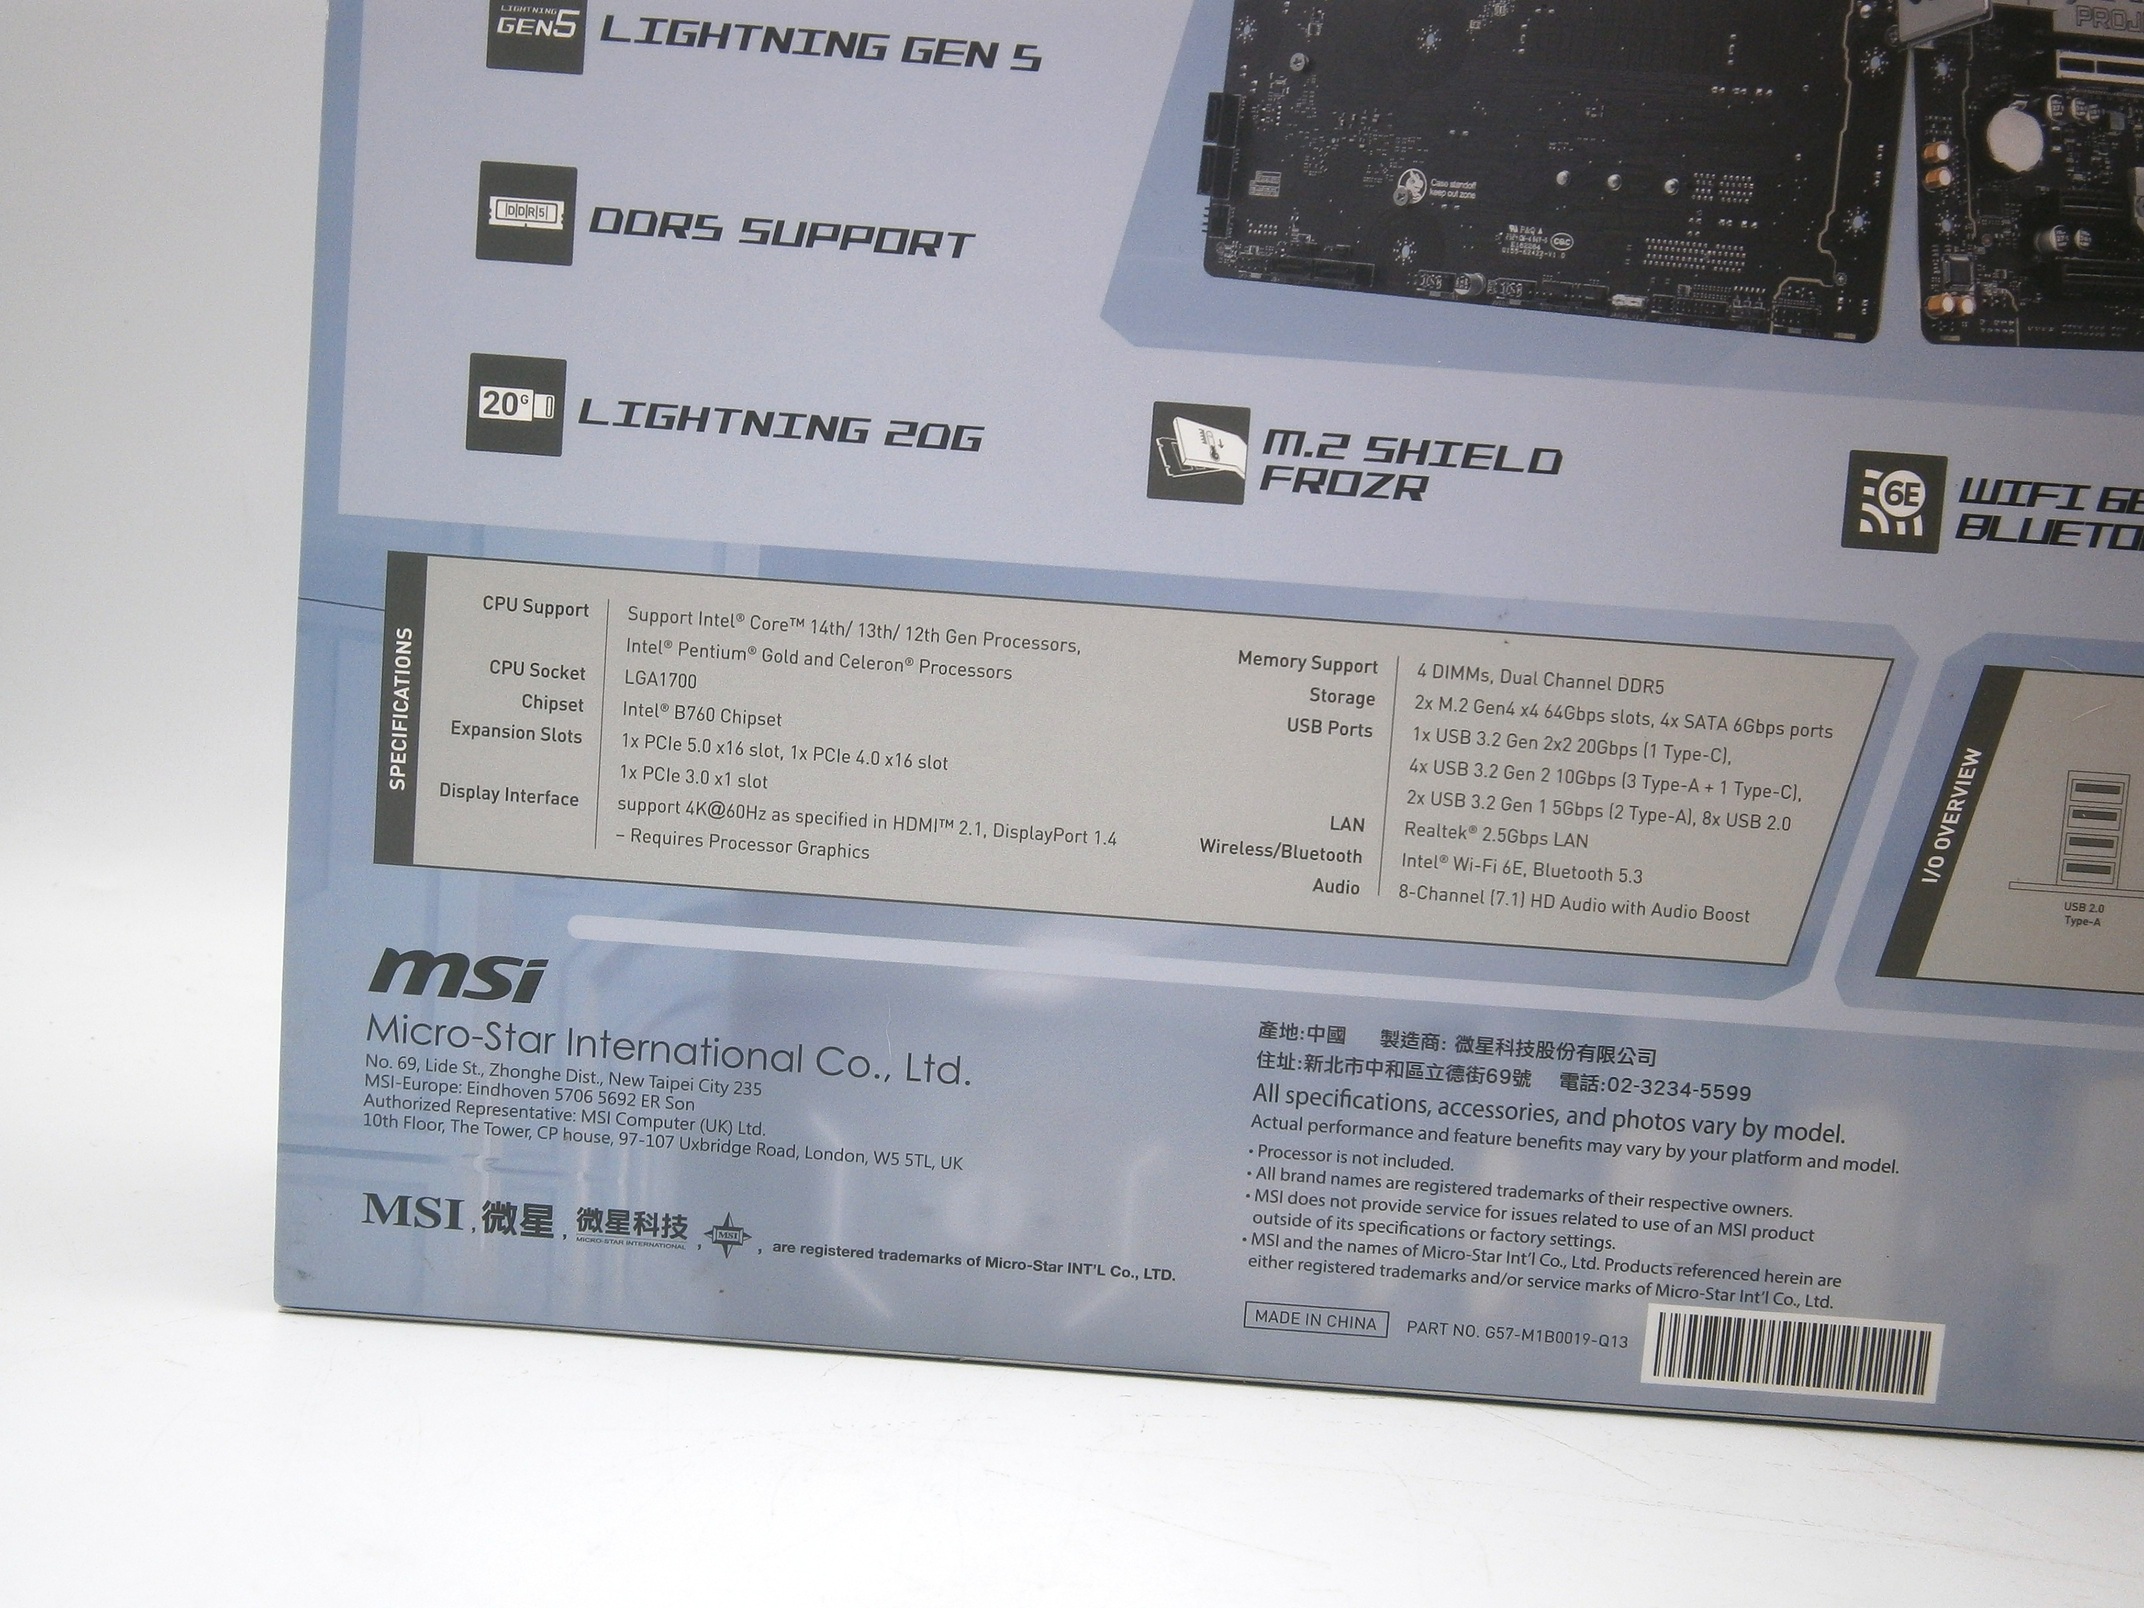 LIGHTNING
GEN5
LIGHTNING GEN 5
DDR5
DDR5 SUPPORT
20G
LIGHTNING 20G
M.2 SHIELD
FROZR
6E
WIFI 6E
Case standoff
keep out zone
SPECIFICATIONS
CPU Support
Support Intel® Core™ 14th/ 13th/ 12th Gen Processors,
Intel® Pentium® Gold and Celeron® Processors
CPU Socket
LGA1700
Chipset
Intel® B760 Chipset
Expansion Slots
1x PCIe 5.0 x16 slot, 1x PCIe 4.0 x16 slot
1x PCIe 3.0 x1 slot
Display Interface
support 4K@60Hz as specified in HDMI™ 2.1, DisplayPort 1.4
– Requires Processor Graphics
Memory Support
4 DIMMs, Dual Channel DDR5
Storage
2x M.2 Gen4 x4 64Gbps slots, 4x SATA 6Gbps ports
USB Ports
1x USB 3.2 Gen 2x2 20Gbps (1 Type-C),
4x USB 3.2 Gen 2 10Gbps (3 Type-A + 1 Type-C),
2x USB 3.2 Gen 1 5Gbps (2 Type-A), 8x USB 2.0
LAN
Realtek® 2.5Gbps LAN
Wireless/Bluetooth
Intel® Wi-Fi 6E, Bluetooth 5.3
Audio
8-Channel (7.1) HD Audio with Audio Boost
I/O OVERVIEW
USB 2.0
Type-A
msi
Micro-Star International Co., Ltd.
No. 69, Lide St., Zhonghe Dist., New Taipei City 235
MSI-Europe: Eindhoven 5706 5692 ER Son
Authorized Representative: MSI Computer (UK) Ltd.
10th Floor, The Tower, CP house, 97-107 Uxbridge Road, London, W5 5TL, UK
MSI, 微星, 微星科技, MSI, are registered trademarks of Micro-Star INT'L Co., LTD.
MICRO-STAR INTERNATIONAL
產地:中國 製造商: 微星科技股份有限公司
住址:新北市中和區立德街69號 電話:02-3234-5599
All specifications, accessories, and photos vary by model.
Actual performance and feature benefits may vary by your platform and model.
• Processor is not included.
• All brand names are registered trademarks of their respective owners.
• MSI does not provide service for issues related to use of an MSI product
outside of its specifications or factory settings.
• MSI and the names of Micro-Star Int'l Co., Ltd. Products referenced herein are
either registered trademarks and/or service marks of Micro-Star Int'l Co., Ltd.
MADE IN CHINA
PART NO. G57-M1B0019-Q13